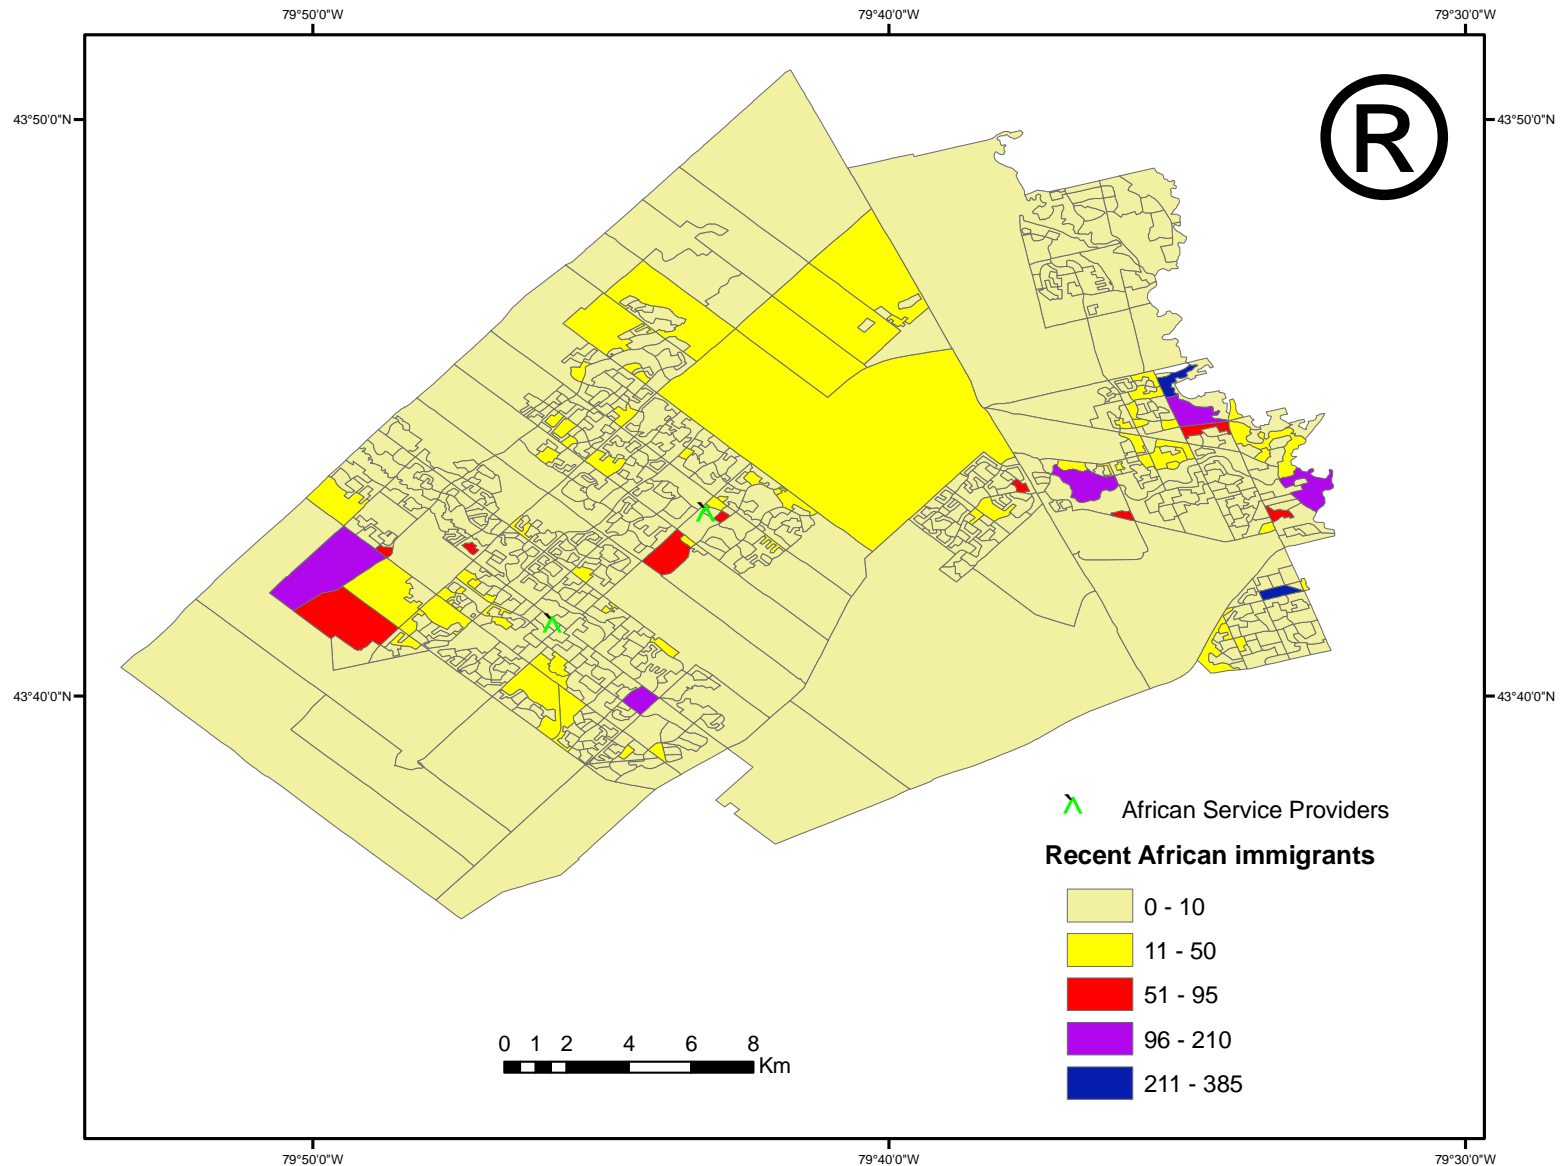 79°50'0"W 79°40'0"W 79°30'0"W
43°50'0"N 43°50'0"N
®
43°40'0"N 43°40'0"N
African Service Providers
Recent African immigrants
0 - 10
11 - 50
51 - 95
96 - 210
211 - 385
0 1 2 4 6 8
Km
79°50'0"W 79°40'0"W 79°30'0"W